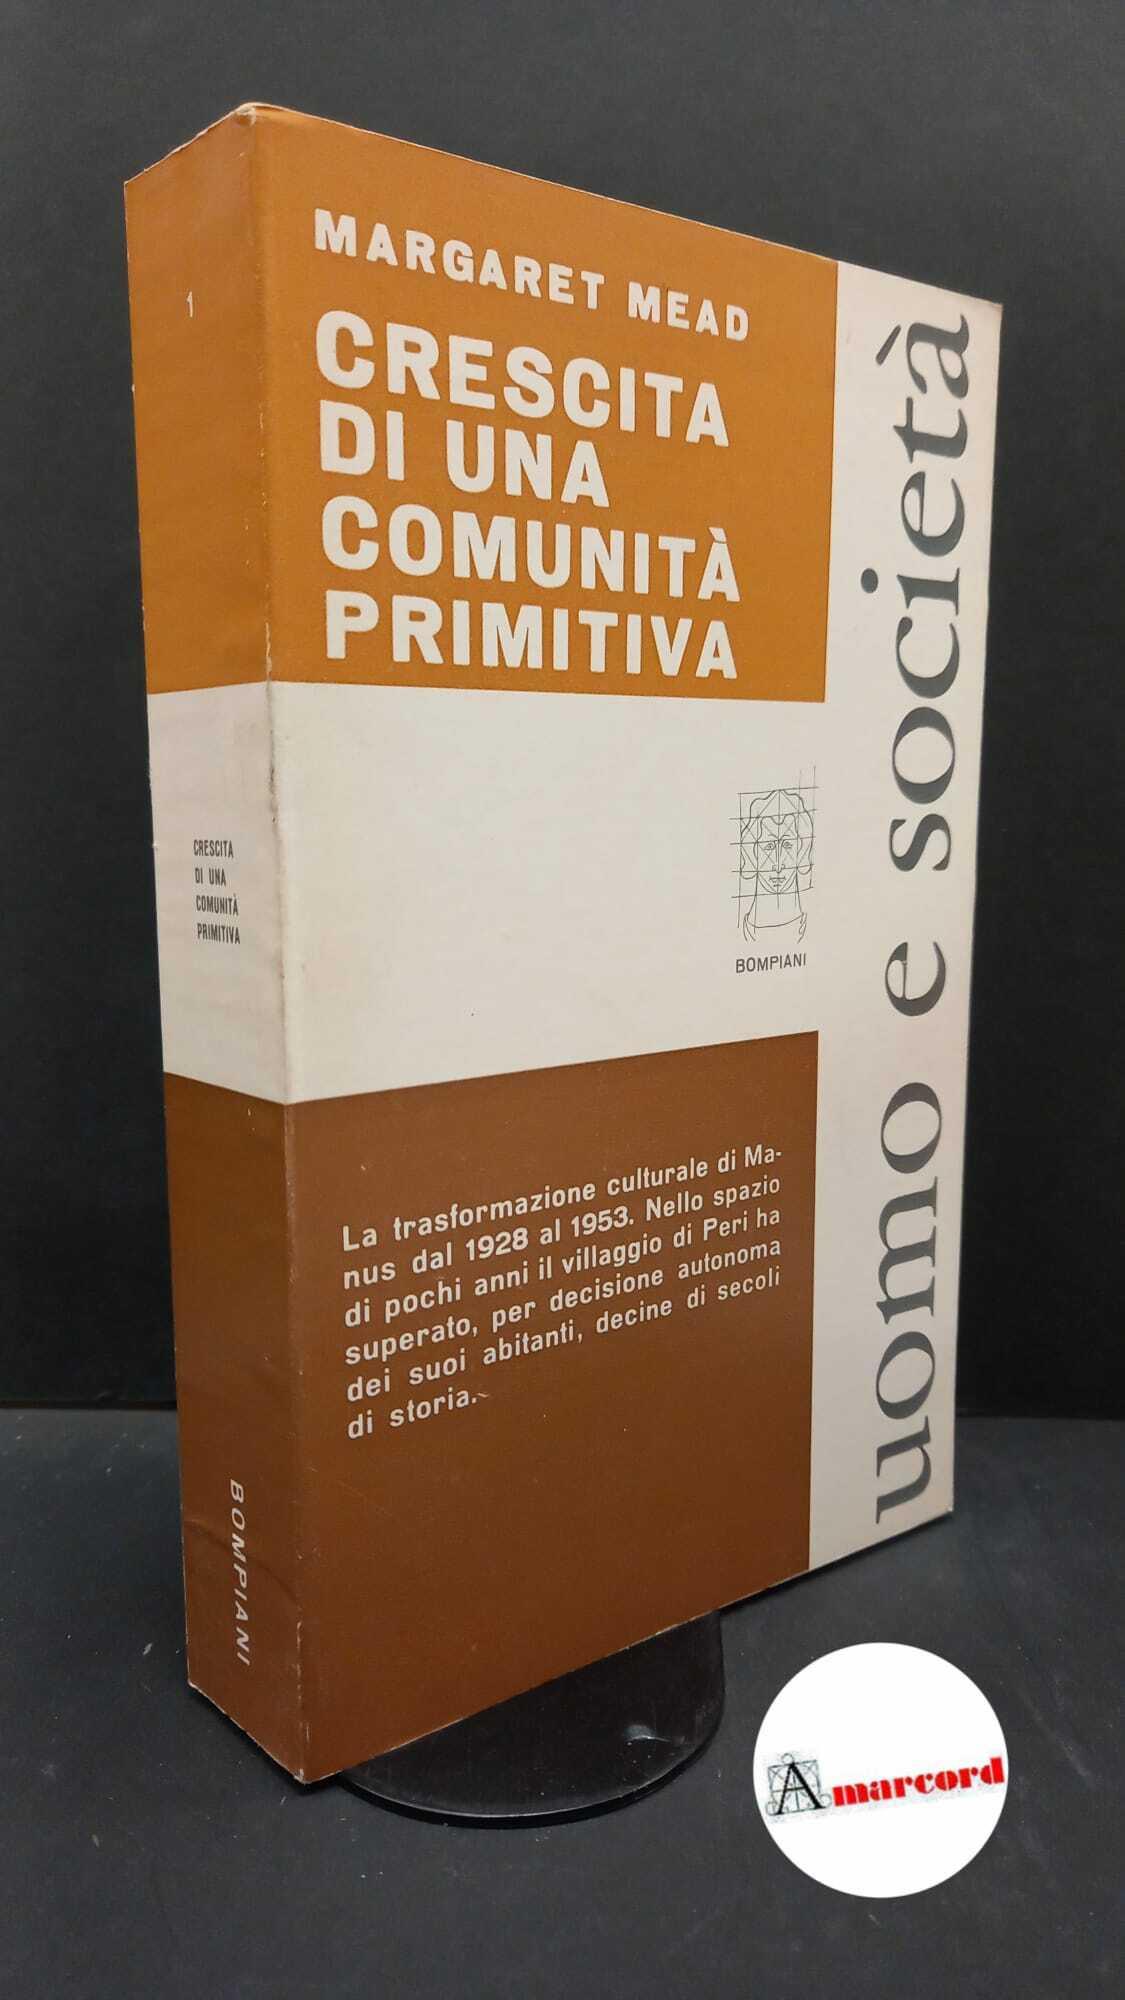 MARGARET MEAD
CRESCITA
DI UNA
COMUNITÀ
PRIMITIVA
BOMPIANI
La trasformazione culturale di Ma-
nus dal 1928 al 1953. Nello spazio
di pochi anni il villaggio di Peri ha
superato, per decisione autonoma
dei suoi abitanti, decine di secoli
di storia.
uomo e società
1
CRESCITA
DI UNA
COMUNITÀ
PRIMITIVA
BOMPIANI
Amarcord